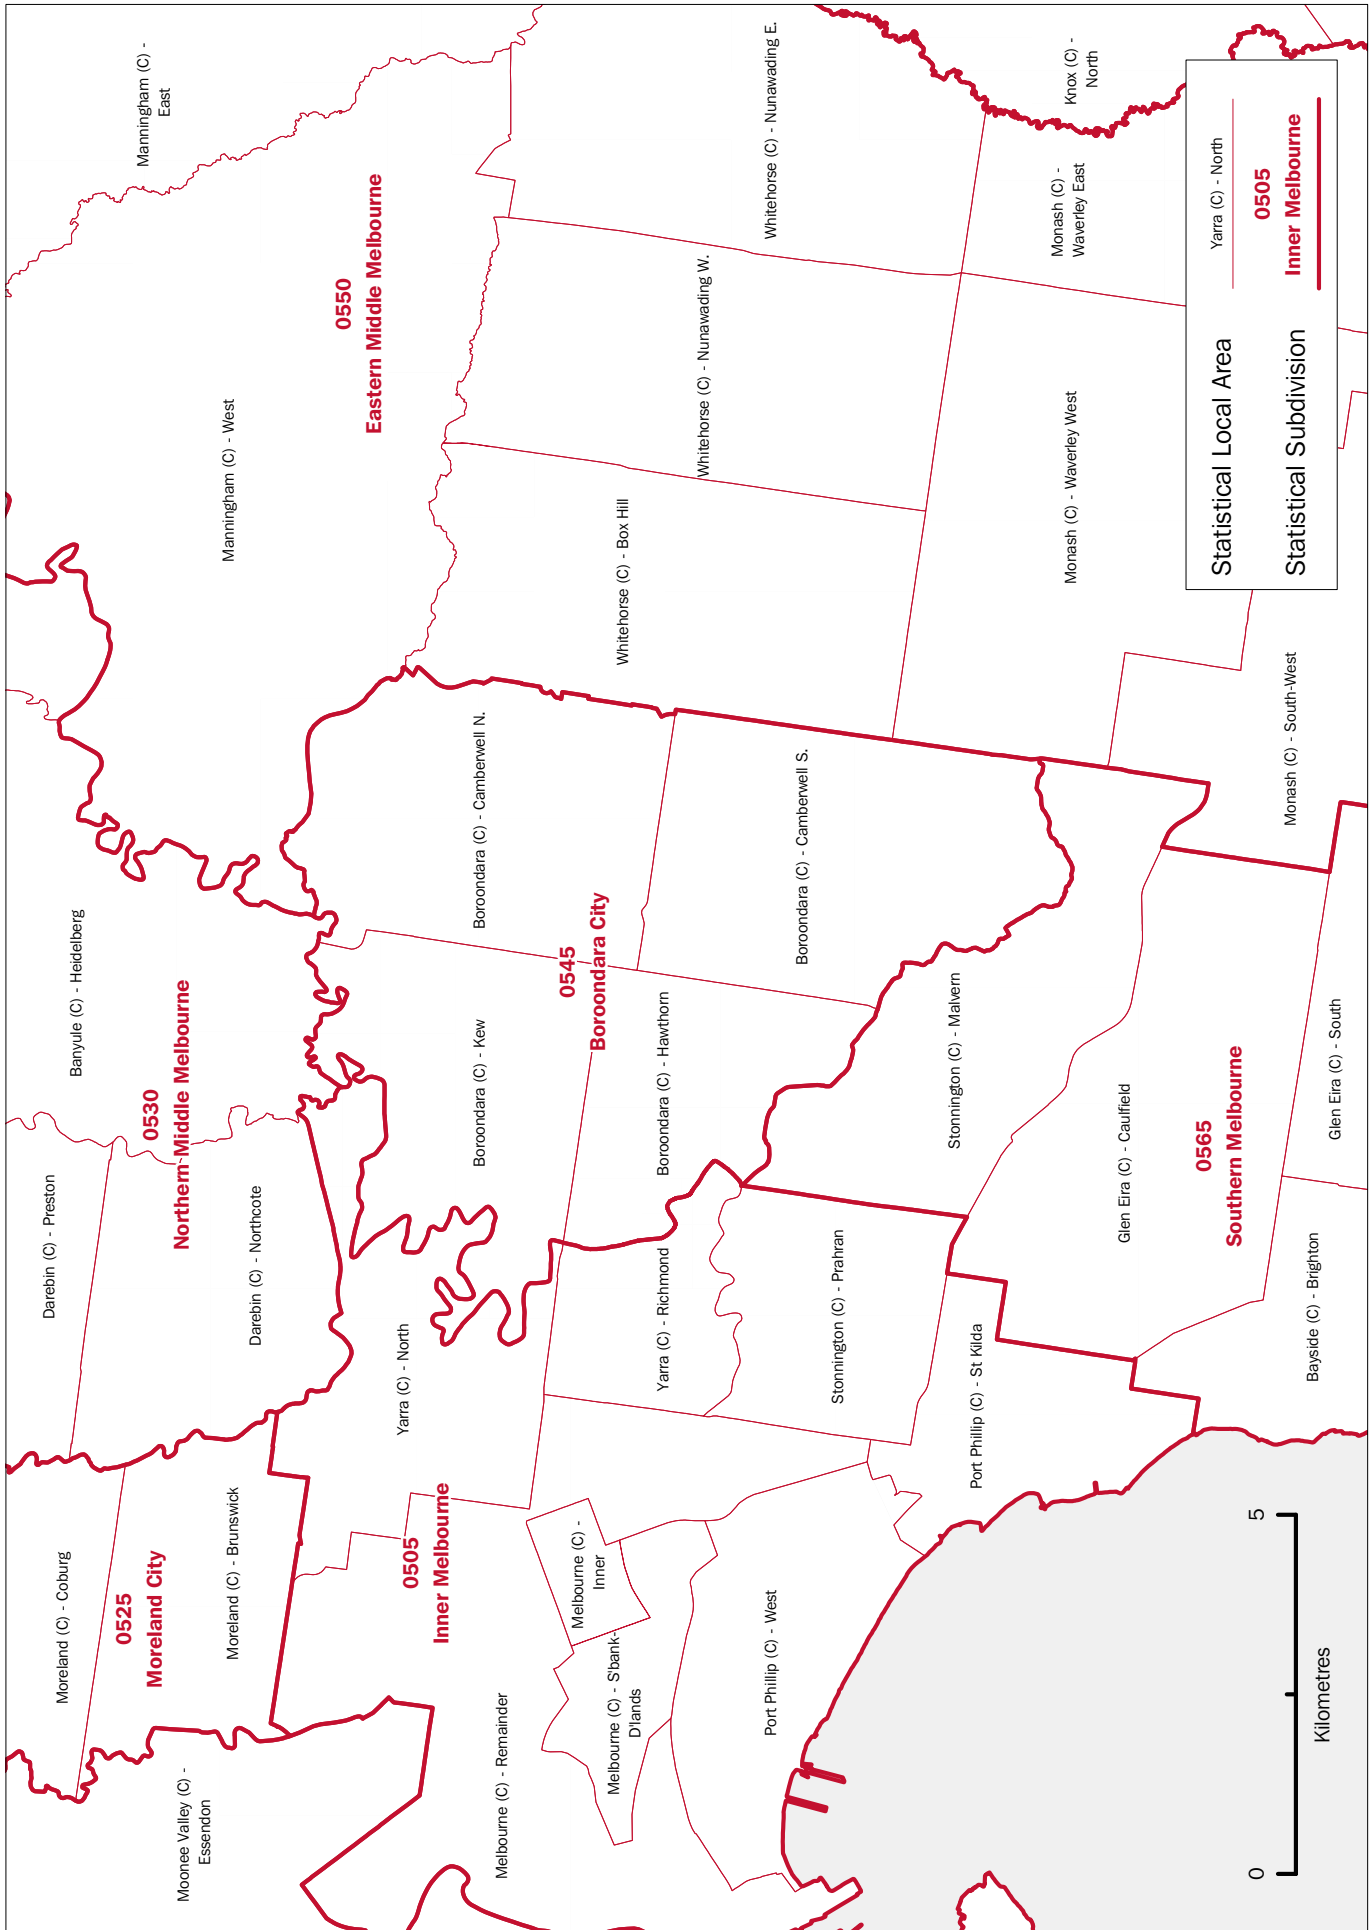 Moonee Valley (C) -
Essendon
Moreland (C) - Coburg
0525
Moreland City
Moreland (C) - Brunswick
Darebin (C) - Preston
0530
Northern Middle Melbourne
Darebin (C) - Northcote
Banyule (C) - Heidelberg
Manningham (C) - West
Manningham (C) -
East
0550
Eastern Middle Melbourne
Melbourne (C) - Remainder
0505
Inner Melbourne
Yarra (C) - North
Boroondara (C) - Kew
Boroondara (C) - Camberwell N.
0545
Boroondara City
Melbourne (C) -
Inner
Melbourne (C) - S'bank-
D'lands
Yarra (C) - Richmond
Boroondara (C) - Hawthorn
Whitehorse (C) - Box Hill
Whitehorse (C) - Nunawading W.
Whitehorse (C) - Nunawading E.
Port Phillip (C) - West
Stonnington (C) - Prahran
Boroondara (C) - Camberwell S.
Port Phillip (C) - St Kilda
Stonnington (C) - Malvern
Monash (C) - Waverley West
Monash (C) -
Waverley East
Knox (C) -
North
Glen Eira (C) - Caulfield
0565
Southern Melbourne
Monash (C) - South-West
Bayside (C) - Brighton
Glen Eira (C) - South
0
5
Kilometres
Statistical Local Area
Yarra (C) - North
Statistical Subdivision
0505
Inner Melbourne